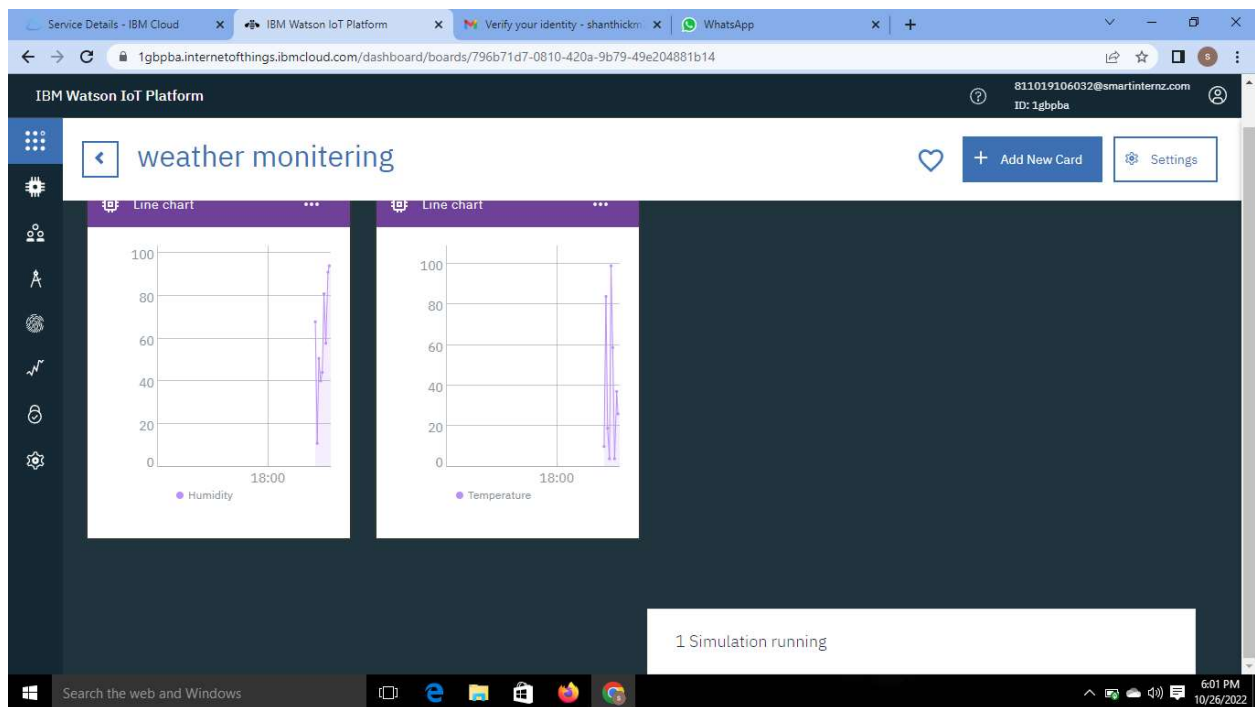 Service Details - IBM Cloud
IBM Watson IoT Platform
Verify your identity - shanthickm
WhatsApp
1gbpba.internetofthings.ibmcloud.com/dashboard/boards/796b71d7-0810-420a-9b79-49e204881b14
IBM Watson IoT Platform
811019106032@smartinternz.com
ID: 1gbpba
weather monitering
Add New Card
Settings
Line chart
Line chart
100
80
60
40
20
0
18:00
Humidity
100
80
60
40
20
0
18:00
Temperature
1 Simulation running
Search the web and Windows
6:01 PM
10/26/2022